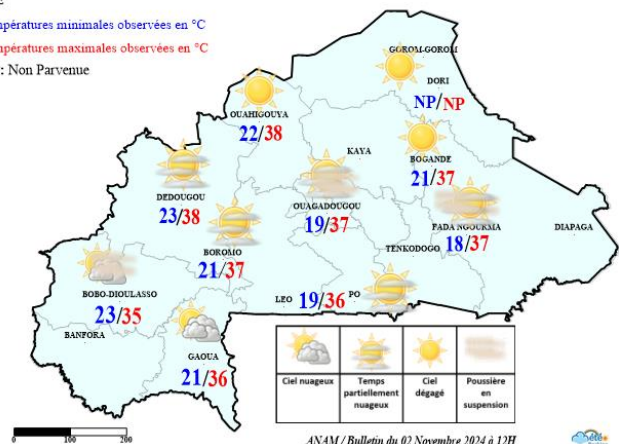 mpératures minimales observées en °C
mpératures maximales observées en °C
: Non Parvenue
GOROM-GOROM
DORI
NP/NP
OUAHIGOUYA
22/38
KAYA
BOGANDE
21/37
DEDOUGOU
23/38
OUAGADOUGOU
19/37
FADA NGOURMA
18/37
DIAPAGA
TENKODOGO
BOROMO
21/37
BOBO-DIOULASSO
23/35
LEO 19/36 PO
BANFORA
GAOUA
21/36
Ciel nuageux
Temps partiellement nuageux
Ciel dégagé
Poussière en suspension
0 100 200
ANAM / Bulletin du 02 Novembre 2024 à 12H